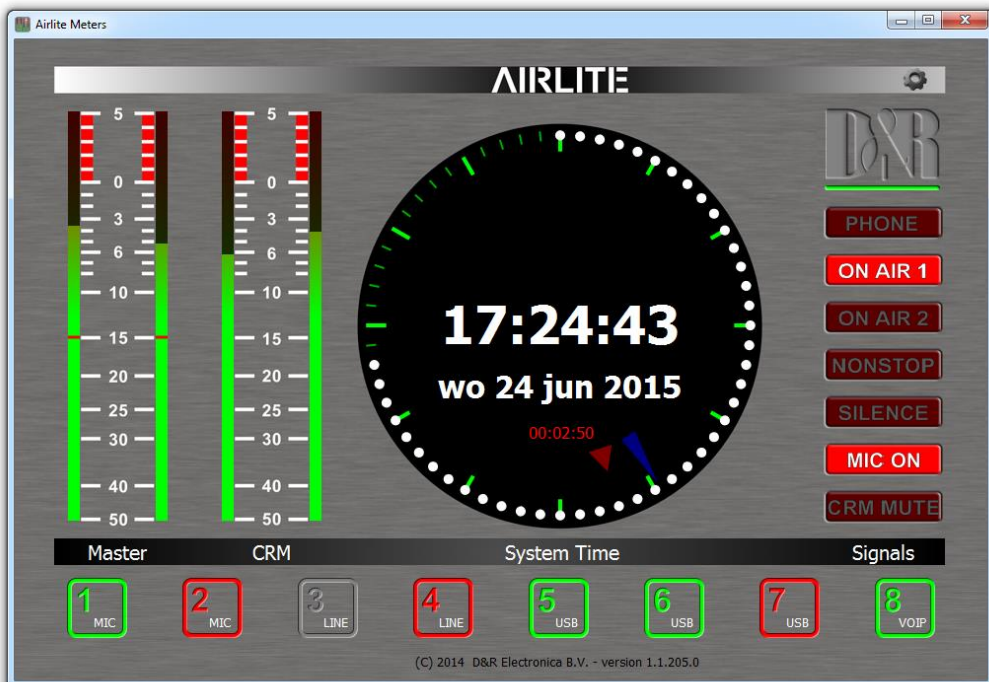 Airlite Meters
AIRLITE
D&R
5 5
0 0
3 3
6 6
10 10
15 15
20 20
25 25
30 30
40 40
50 50
17:24:43
wo 24 jun 2015
00:02:50
PHONE
ON AIR 1
ON AIR 2
NONSTOP
SILENCE
MIC ON
CRM MUTE
Master CRM System Time Signals
1 MIC
2 MIC
3 LINE
4 LINE
5 USB
6 USB
7 USB
8 VOIP
(C) 2014 D&R Electronica B.V. - version 1.1.205.0